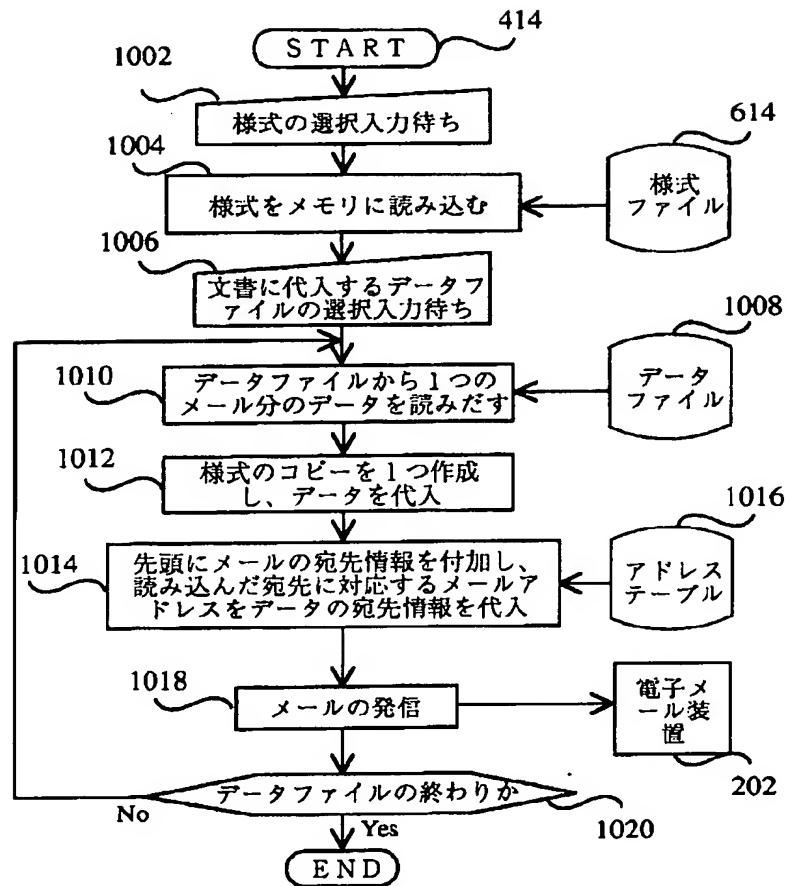 START
414
1002
様式の選択入力待ち
1004
様式をメモリに読み込む
614
様式
ファイル
1006
文書に代入するデータファ
イルの選択入力待ち
1008
データ
ファイル
1010
データファイルから1つの
メール分のデータを読みだす
1012
様式のコピーを1つ作成
し、データを代入
1014
先頭にメールの宛先情報を付加し、
読み込んだ宛先に対応するメールア
ドレスをデータの宛先情報を代入
1016
アドレス
テーブル
1018
メールの発信
電子メ
ール装
置
202
データファイルの終わりか
1020
No
Yes
END